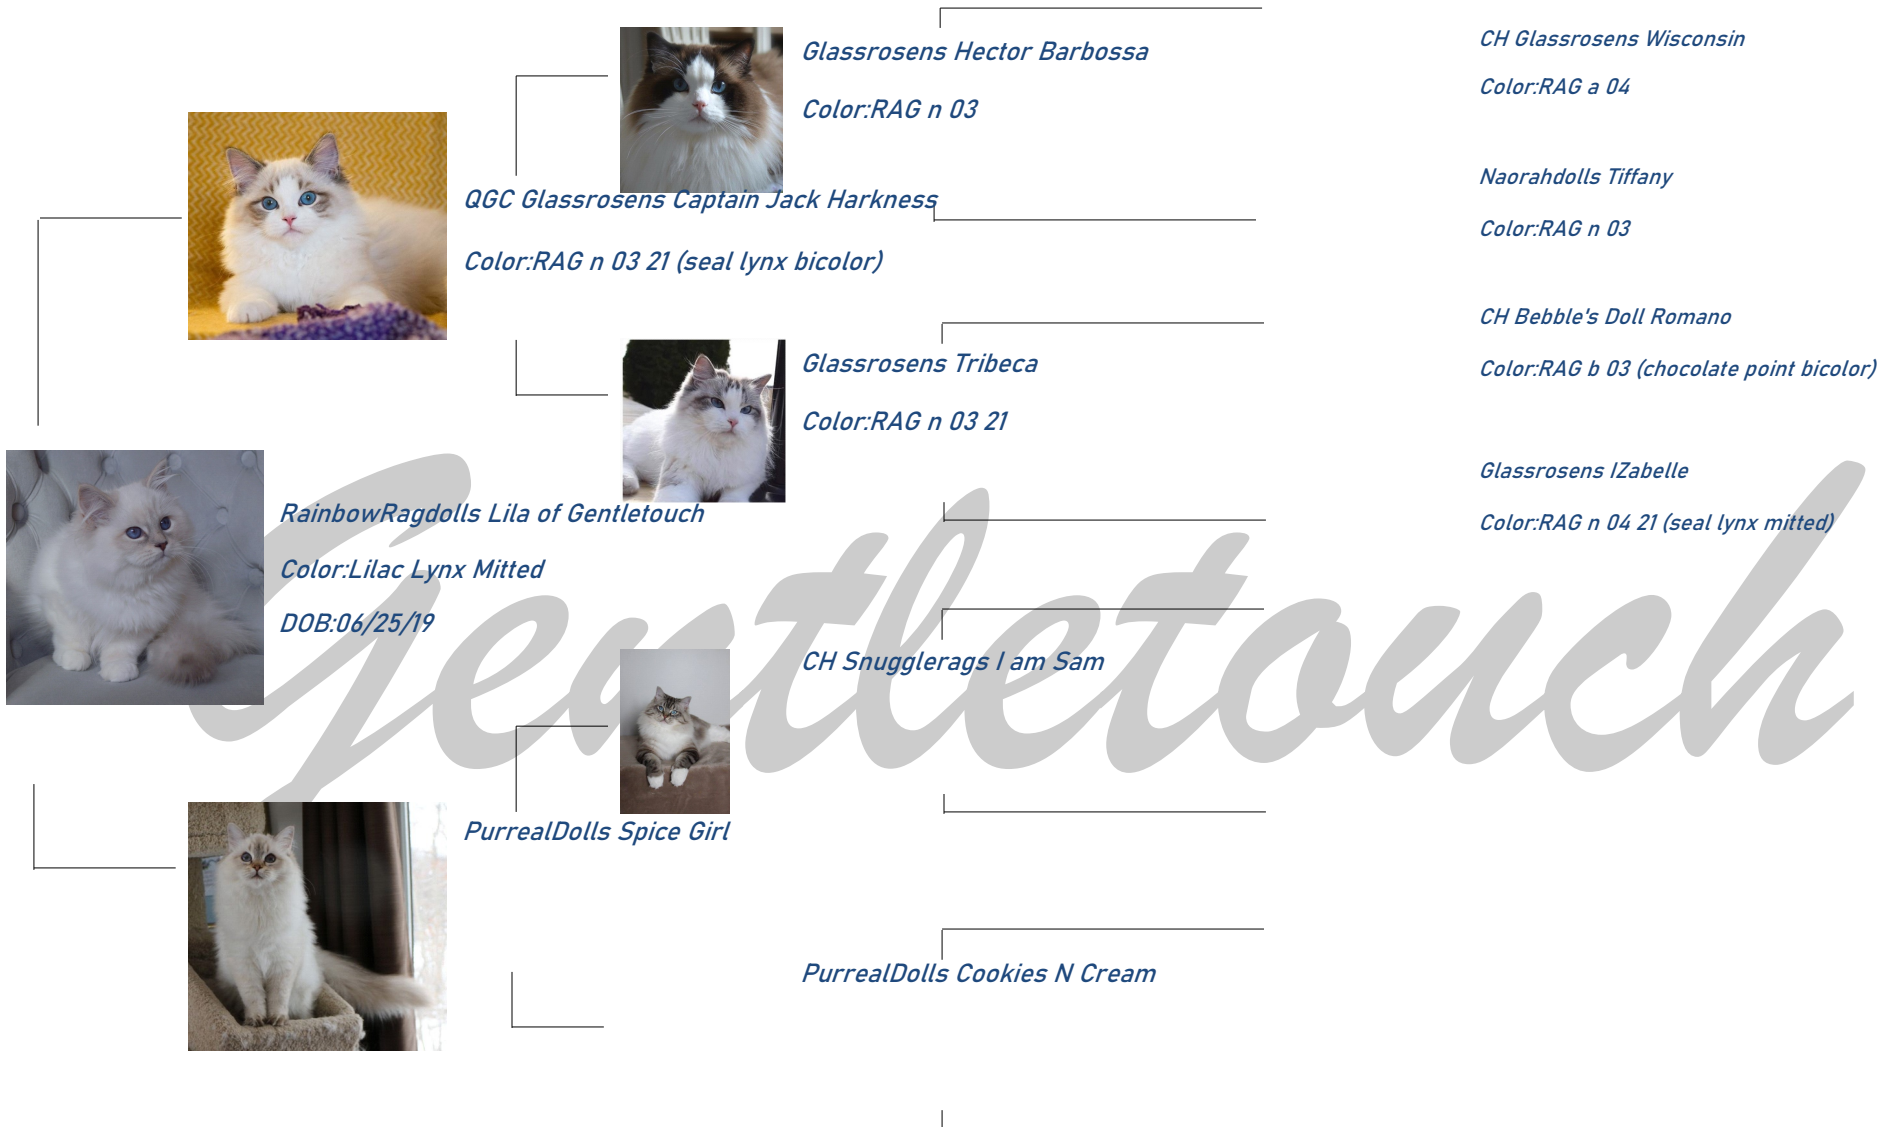 Glassrosens Hector Barbossa
Color:RAG n 03
CH Glassrosens Wisconsin
Color:RAG a 04
QGC Glassrosens Captain Jack Harkness
Color:RAG n 03 21 (seal lynx bicolor)
Naorahdolls Tiffany
Color:RAG n 03
Glassrosens Tribeca
Color:RAG n 03 21
CH Bebble's Doll Romano
Color:RAG b 03 (chocolate point bicolor)
Glassrosens IZabelle
Color:RAG n 04 21 (seal lynx mitted)
RainbowRagdolls Lila of Gentletouch
Color:Lilac Lynx Mitted
DOB:06/25/19
Gentletouch
CH Snugglerags I am Sam
PurrealDolls Spice Girl
PurrealDolls Cookies N Cream